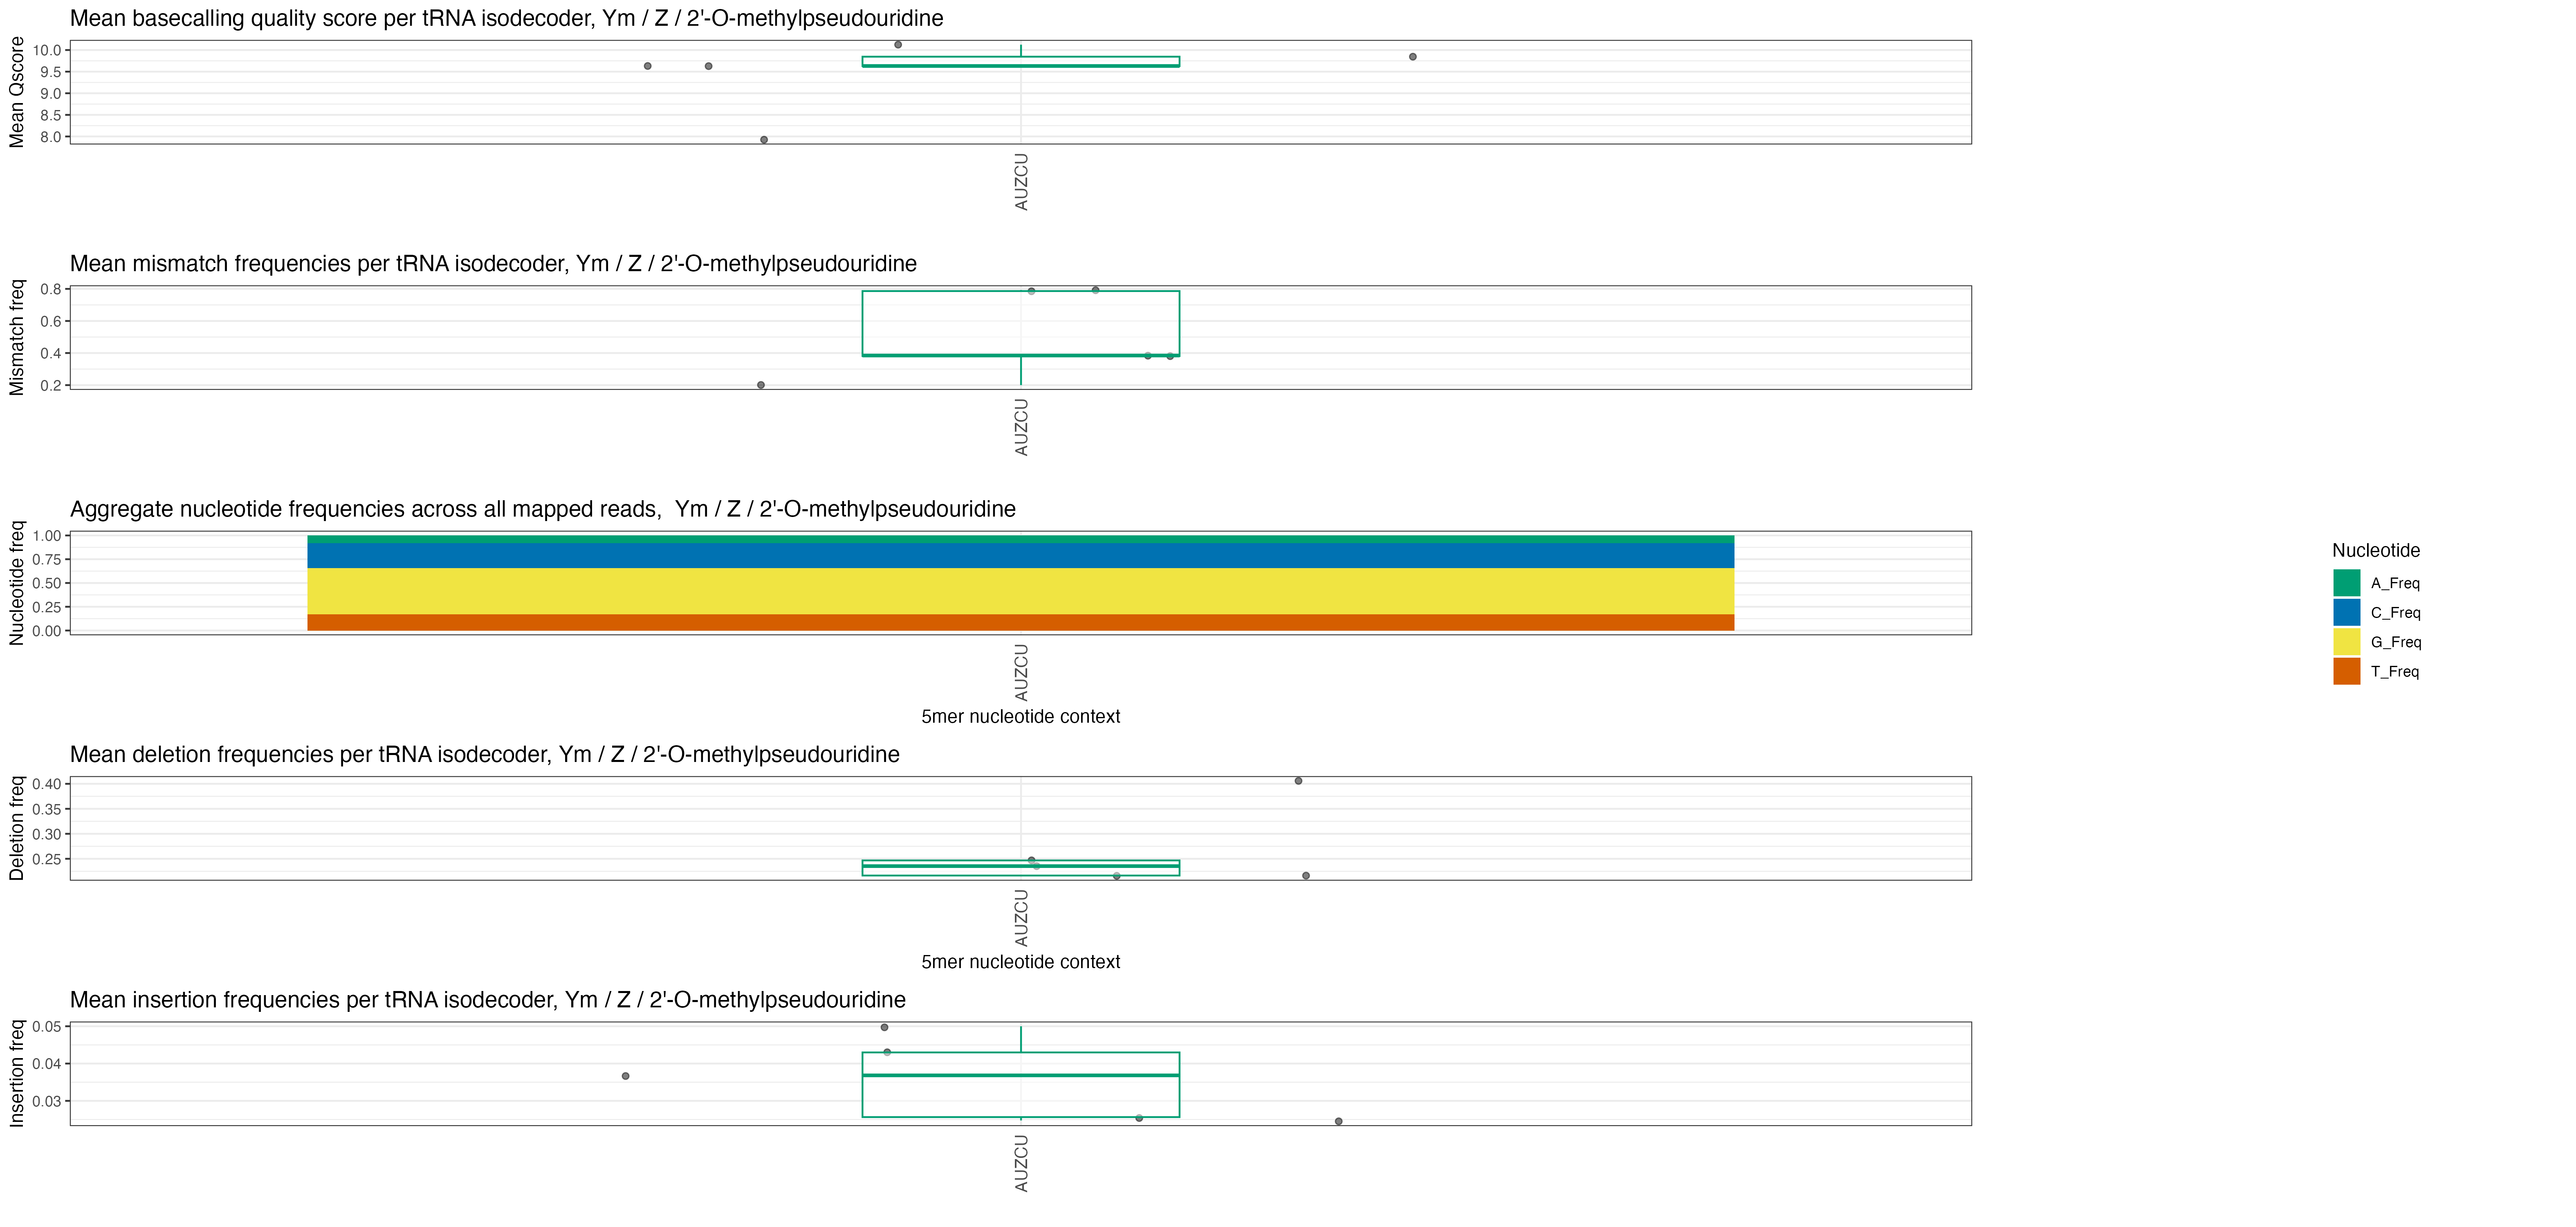 Mean basecalling quality score per tRNA isodecoder, Ym / Z / 2'-O-methylpseudouridine
Mean Qscore
10.0
9.5
9.0
8.5
8.0
AUZCU
Mean mismatch frequencies per tRNA isodecoder, Ym / Z / 2'-O-methylpseudouridine
Mismatch freq
0.8
0.6
0.4
0.2
AUZCU
Aggregate nucleotide frequencies across all mapped reads,  Ym / Z / 2'-O-methylpseudouridine
Nucleotide freq
1.00
0.75
0.50
0.25
0.00
AUZCU
5mer nucleotide context
Nucleotide
A_Freq
C_Freq
G_Freq
T_Freq
Mean deletion frequencies per tRNA isodecoder, Ym / Z / 2'-O-methylpseudouridine
Deletion freq
0.40
0.35
0.30
0.25
AUZCU
5mer nucleotide context
Mean insertion frequencies per tRNA isodecoder, Ym / Z / 2'-O-methylpseudouridine
Insertion freq
0.05
0.04
0.03
AUZCU